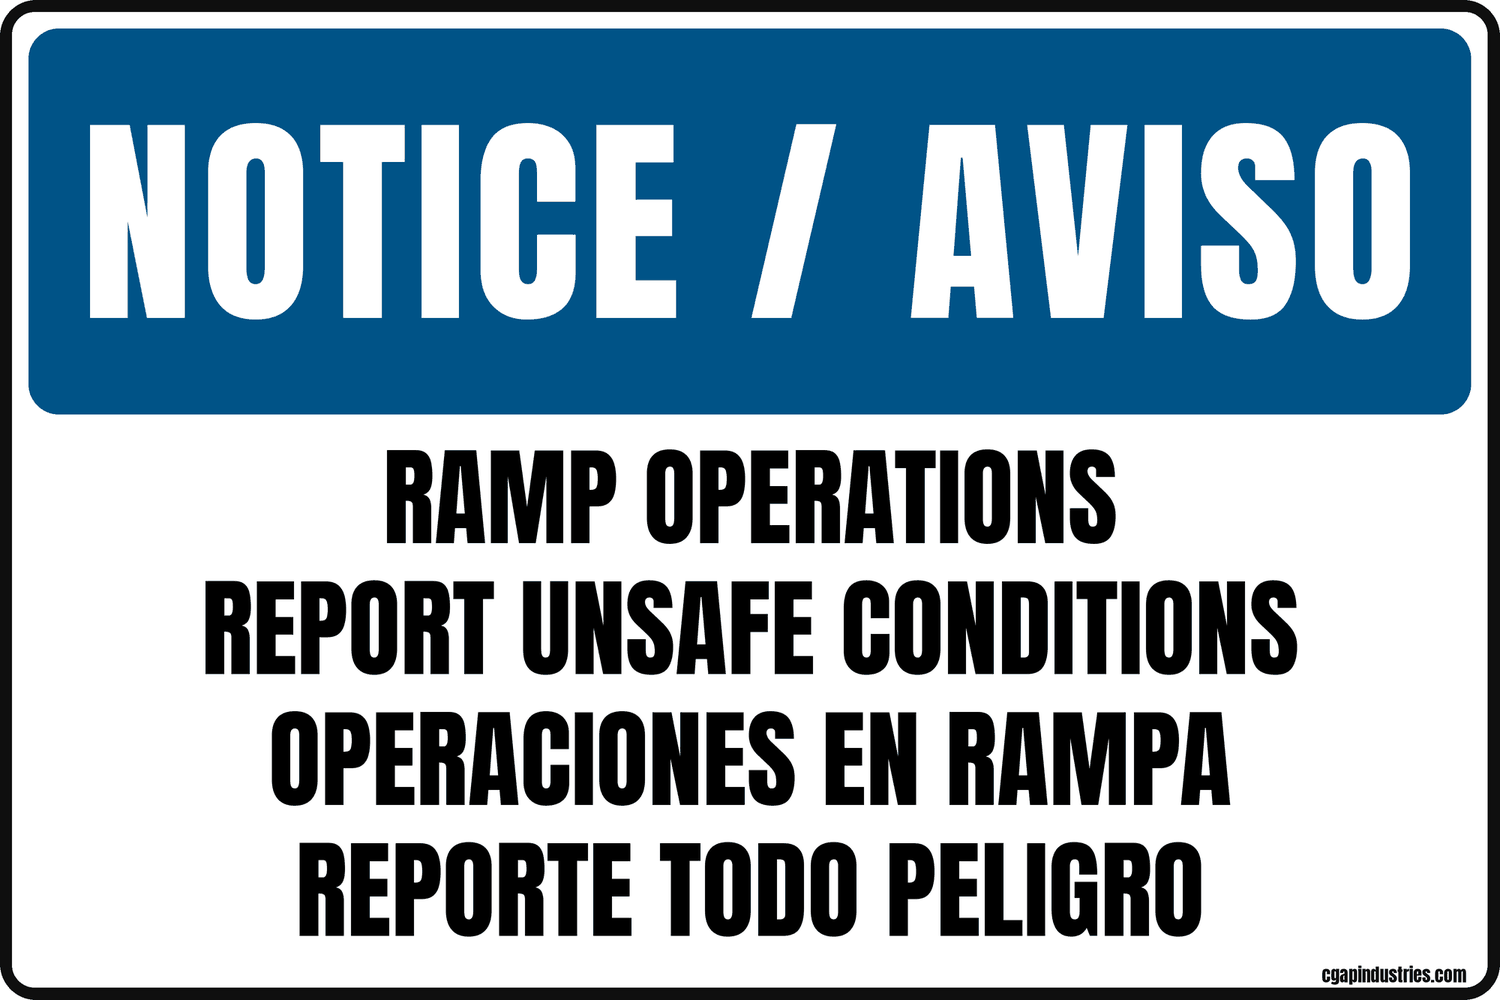 NOTICE / AVISO
RAMP OPERATIONS
REPORT UNSAFE CONDITIONS
OPERACIONES EN RAMPA
REPORTE TODO PELIGRO
cgapindustries.com